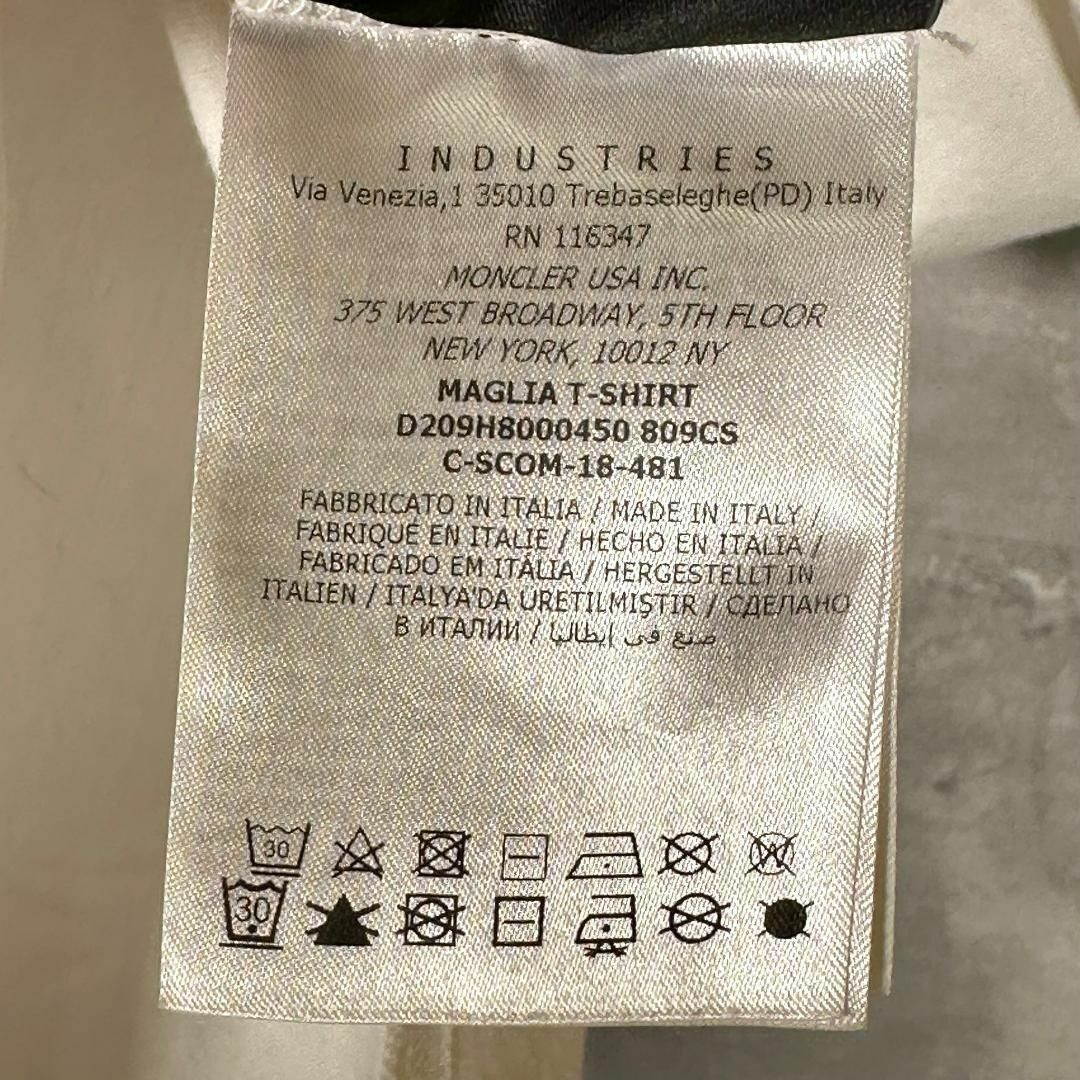 INDUSTRIES
Via Venezia,1 35010 Trebaseleghe(PD) Italy
RN 116347
MONCLER USA INC.
375 WEST BROADWAY, 5TH FLOOR
NEW YORK, 10012 NY
MAGLIA T-SHIRT
D209H8000450 809CS
C-SCOM-18-481
FABBRICATO IN ITALIA / MADE IN ITALY /
FABRIQUÉ EN ITALIE / HECHO EN ITALIA /
FABRICADO EM ITÁLIA / HERGESTELLT IN
ITALIEN / ITALYA'DA ÜRETILMIŞTIR / СДЕЛАНО
В ИТАЛИИ / صنع في إيطاليا
30 W
30